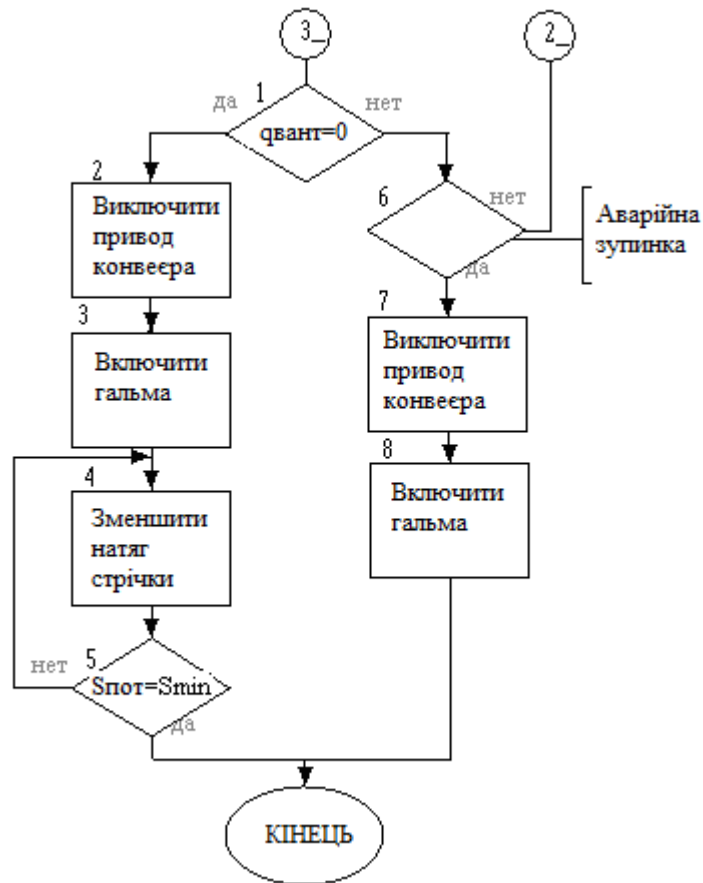 3_
2_
1
да
нет
qвант=0
2
Виключити
привод
конвеєра
6
нет
да
Аварійна
зупинка
3
Включити
гальма
7
Виключити
привод
конвеєра
4
Зменшити
натяг
стрічки
8
Включити
гальма
5
нет
Sпот=Smin
да
КІНЕЦЬ